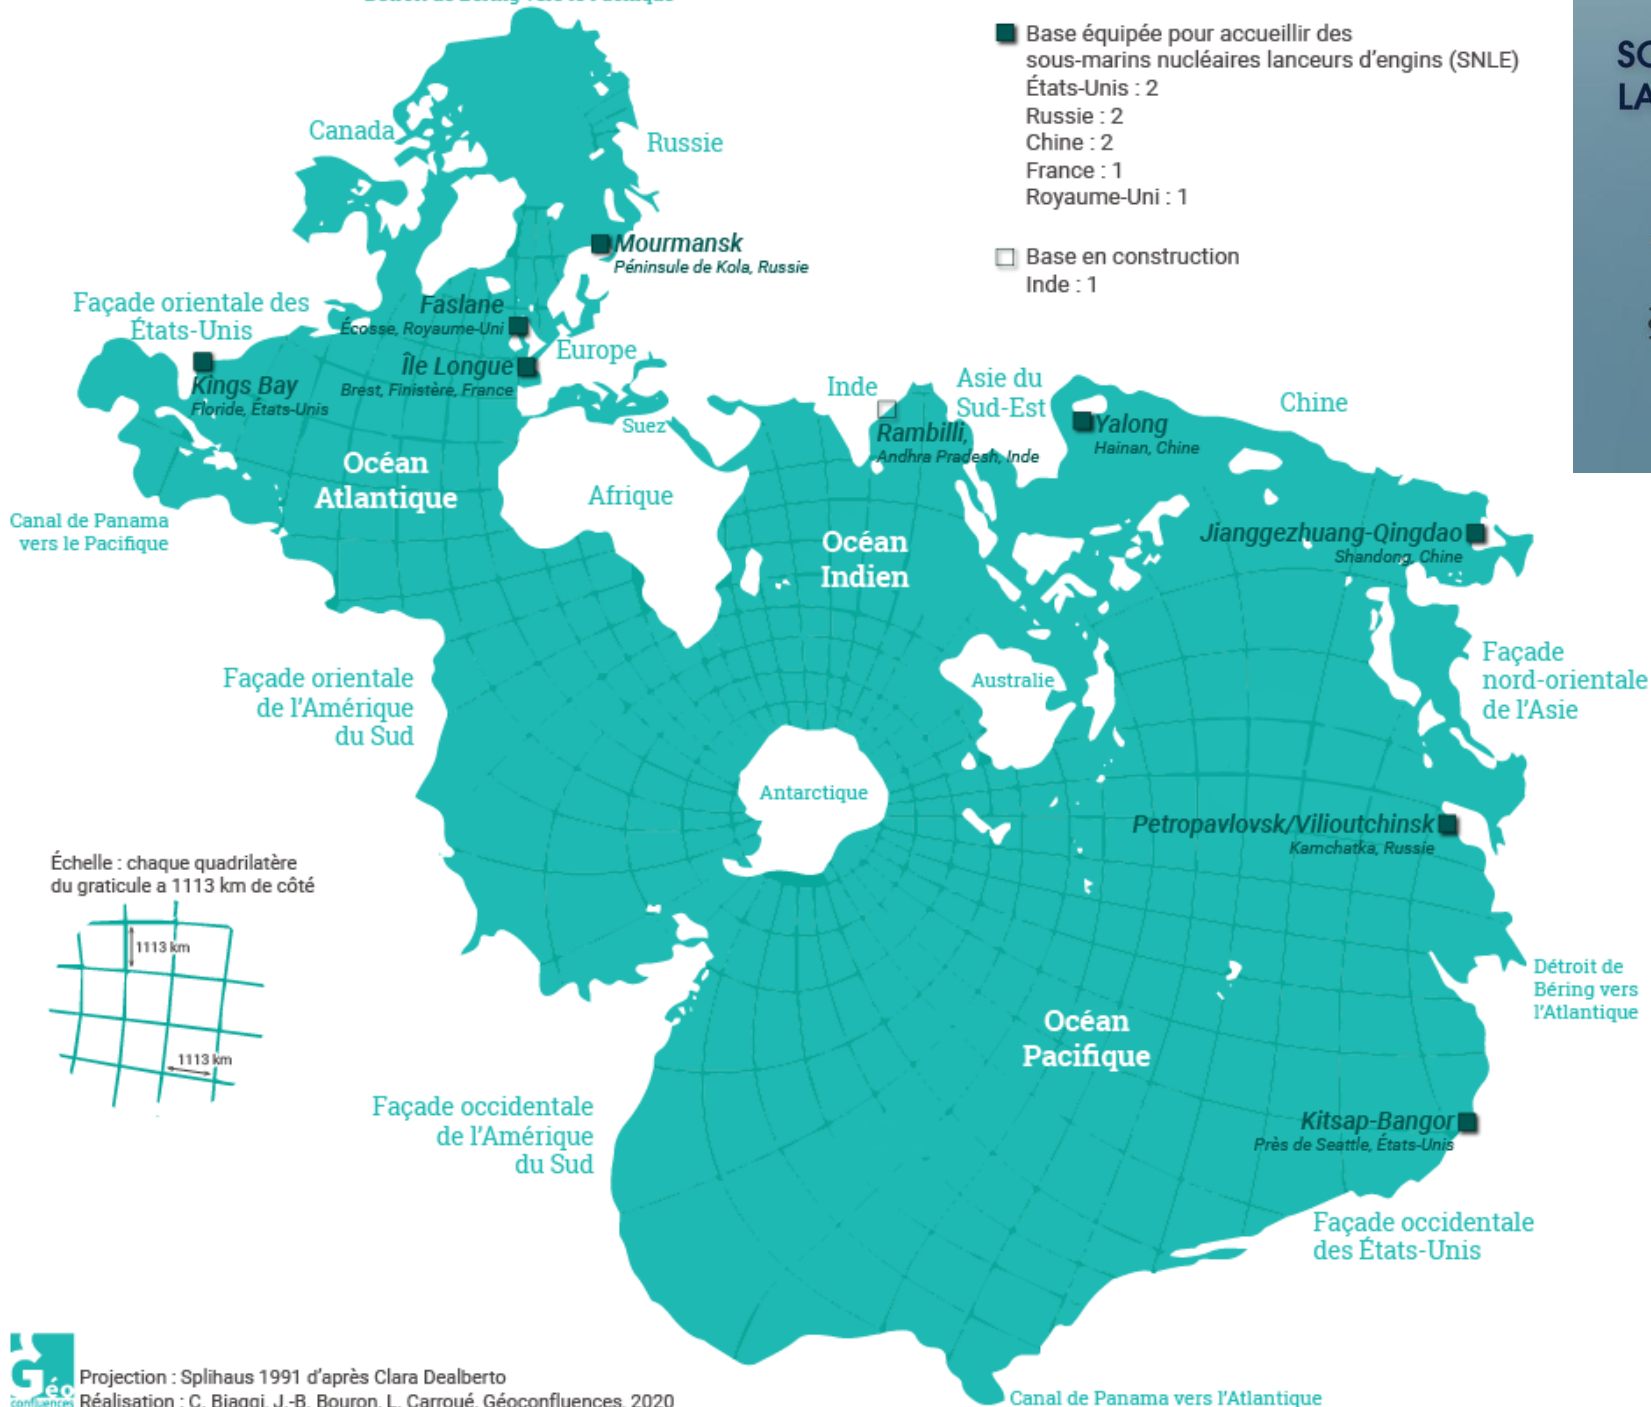 Base équipée pour accueillir des
sous-marins nucléaires lanceurs d'engins (SNLE)
États-Unis : 2
Russie : 2
Chine : 2
France : 1
Royaume-Uni : 1
Base en construction
Inde : 1
SO
LA
Canada
Russie
Mourmansk
Péninsule de Kola, Russie
Façade orientale des
États-Unis
Faslane
Écosse, Royaume-Uni
Europe
Île Longue
Brest, Finistère, France
Kings Bay
Floride, États-Unis
Suez
Inde
Asie du
Sud-Est
Chine
Rambilli,
Andhra Pradesh, Inde
Yalong
Hainan, Chine
Océan
Atlantique
Afrique
Canal de Panama
vers le Pacifique
Océan
Indien
Jianggezhuang-Qingdao
Shandong, Chine
Façade orientale
de l'Amérique
du Sud
Australie
Façade
nord-orientale
de l'Asie
Antarctique
Petropavlovsk/Vilioutchinsk
Kamchatka, Russie
Échelle : chaque quadrilatère
du graticule a 1113 km de côté
1113 km
1113 km
Détroit de
Béring vers
l'Atlantique
Océan
Pacifique
Façade occidentale
de l'Amérique
du Sud
Kitsap-Bangor
Près de Seattle, États-Unis
Façade occidentale
des États-Unis
Canal de Panama vers l'Atlantique
Géo
confluences
Projection : Splihaus 1991 d'après Clara Dealberto
Réalisation : C. Biaggi, J.-B. Bouron, L. Carroué, Géoconfluences, 2020